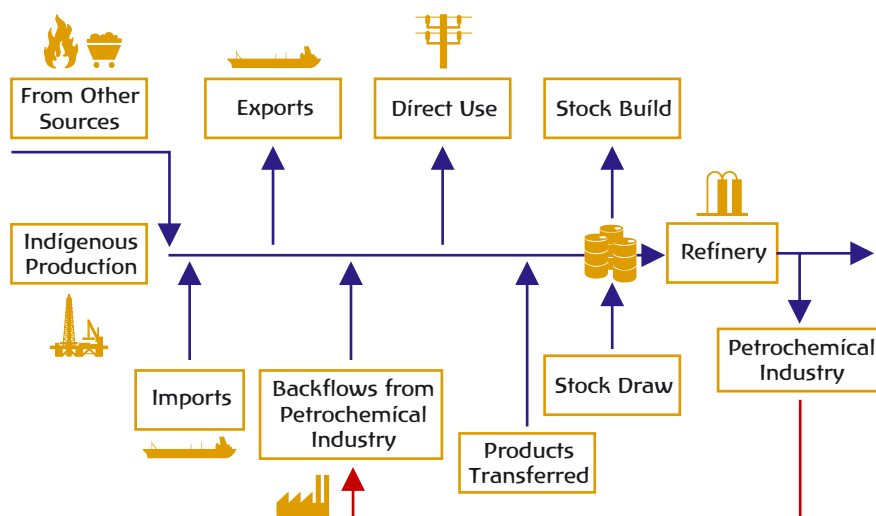 From Other
Sources
Exports
Direct Use
Stock Build
Indigenous
Production
Refinery
Imports
Backflows from
Petrochemical
Industry
Products
Transferred
Stock Draw
Petrochemical
Industry